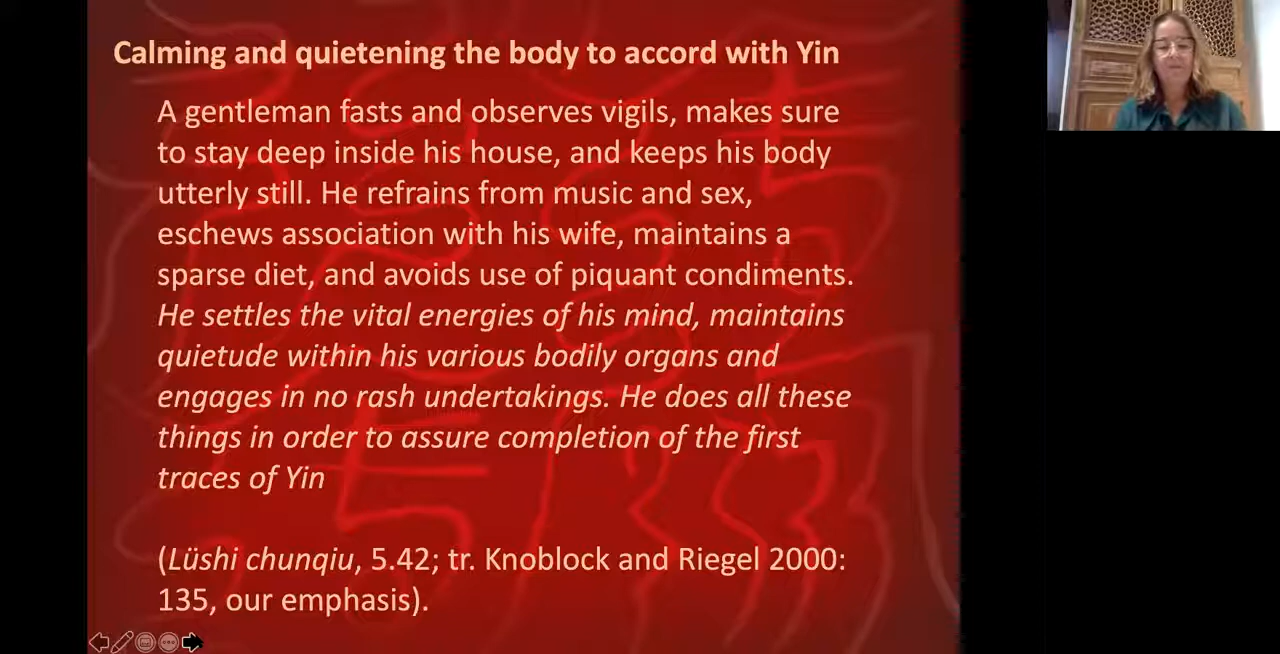 Calming and quietening the body to accord with Yin
A gentleman fasts and observes vigils, makes sure
to stay deep inside his house, and keeps his body
utterly still. He refrains from music and sex,
eschews association with his wife, maintains a
sparse diet, and avoids use of piquant condiments.
He settles the vital energies of his mind, maintains
quietude within his various bodily organs and
engages in no rash undertakings. He does all these
things in order to assure completion of the first
traces of Yin
(Lüshi chunqiu, 5.42; tr. Knoblock and Riegel 2000:
135, our emphasis).